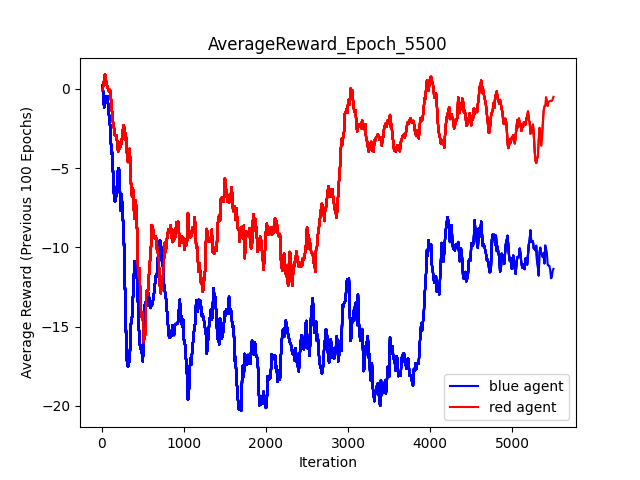 AverageReward_Epoch_5500
Average Reward (Previous 100 Epochs)
0
−5
−10
−15
−20
0 1000 2000 3000 4000 5000
Iteration
blue agent
red agent